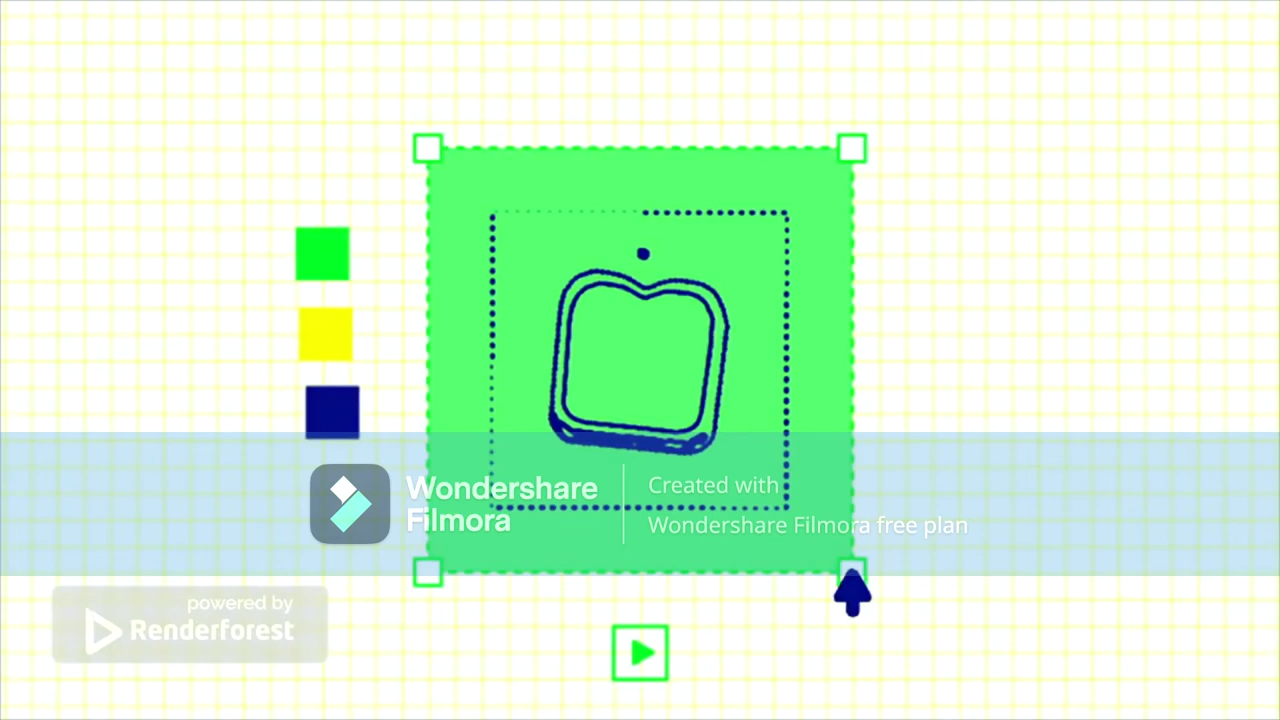 Wondershare
Filmora
Created with
Wondershare Filmora free plan
powered by
Renderforest